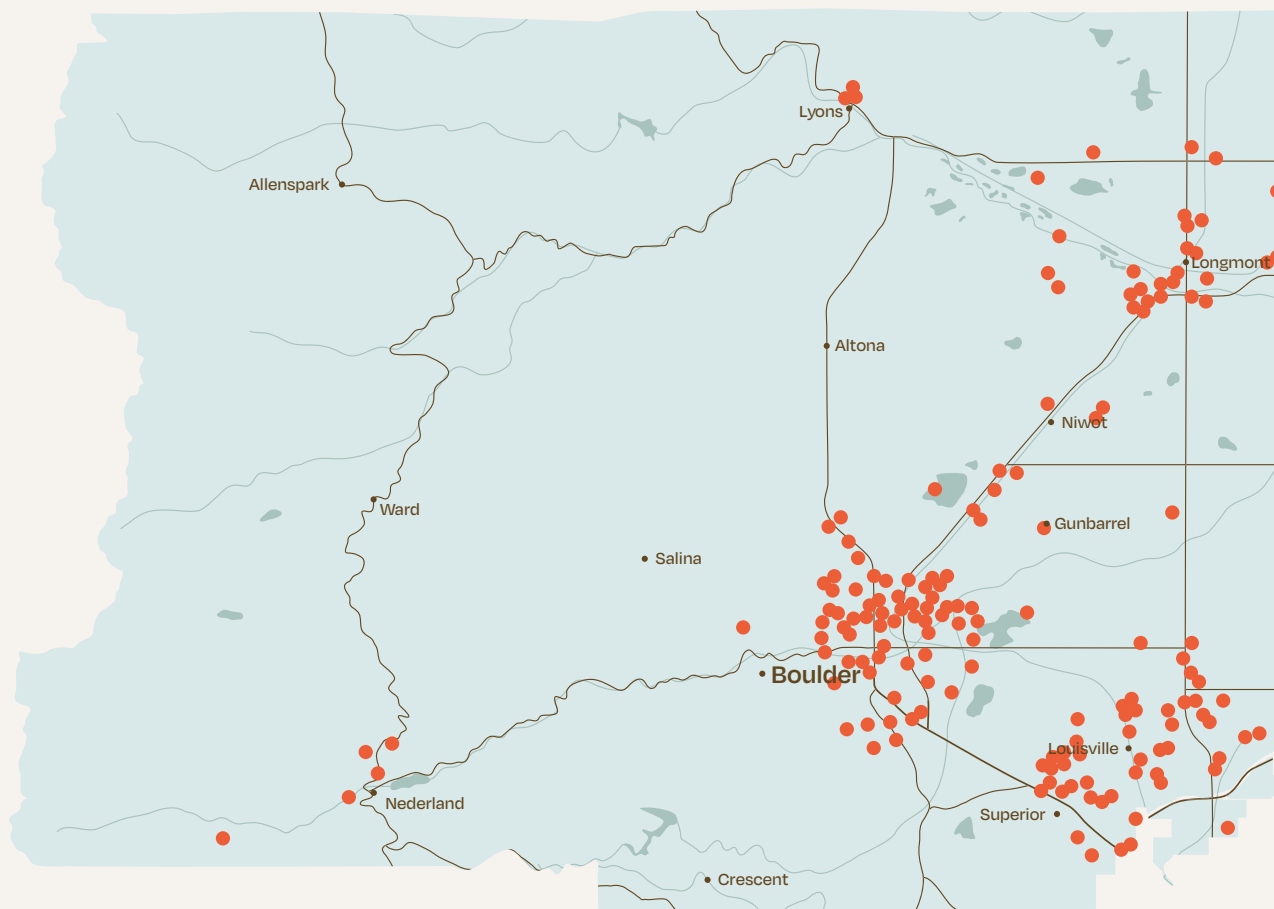 Lyons
Allenspark
Longmont
Altona
Niwot
Ward
Gunbarrel
Salina
Boulder
Louisville
Nederland
Superior
Crescent